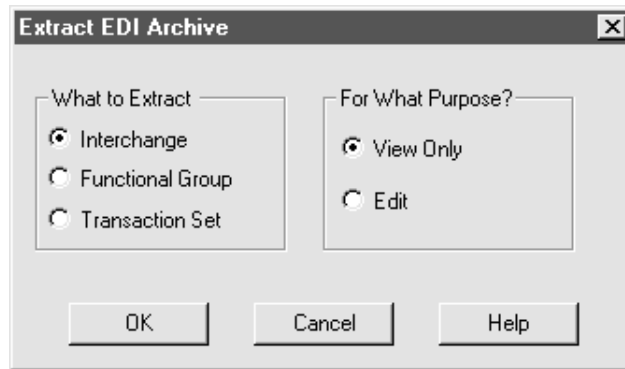 Extract EDI Archive
What to Extract
Interchange
Functional Group
Transaction Set
For What Purpose?
View Only
Edit
OK
Cancel
Help